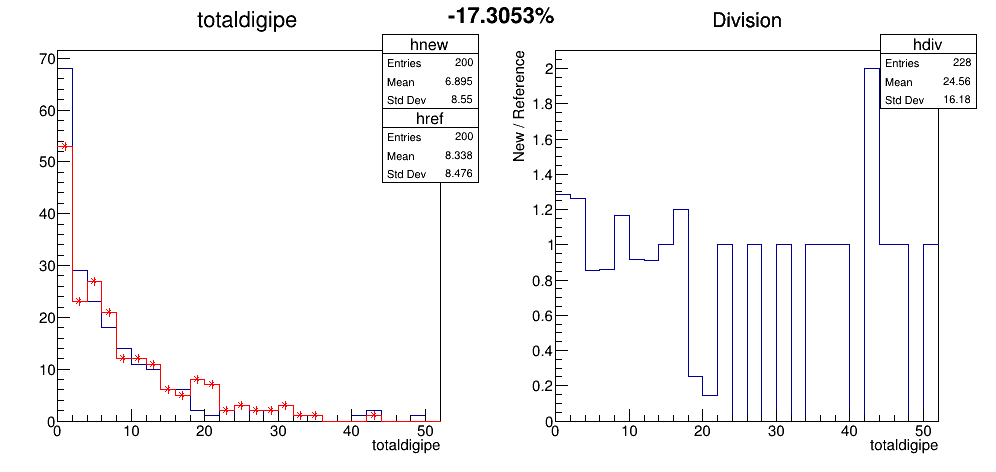 totaldigipe
-17.3053%
Division
hnew
Entries 200
Mean 6.895
Std Dev 8.55
href
Entries 200
Mean 8.338
Std Dev 8.476
70
60
50
40
30
20
10
0
0 10 20 30 40 50
totaldigipe
hdiv
Entries 228
Mean 24.56
Std Dev 16.18
New / Reference
2
1.8
1.6
1.4
1.2
1
0.8
0.6
0.4
0.2
0
0 10 20 30 40 50
totaldigipe